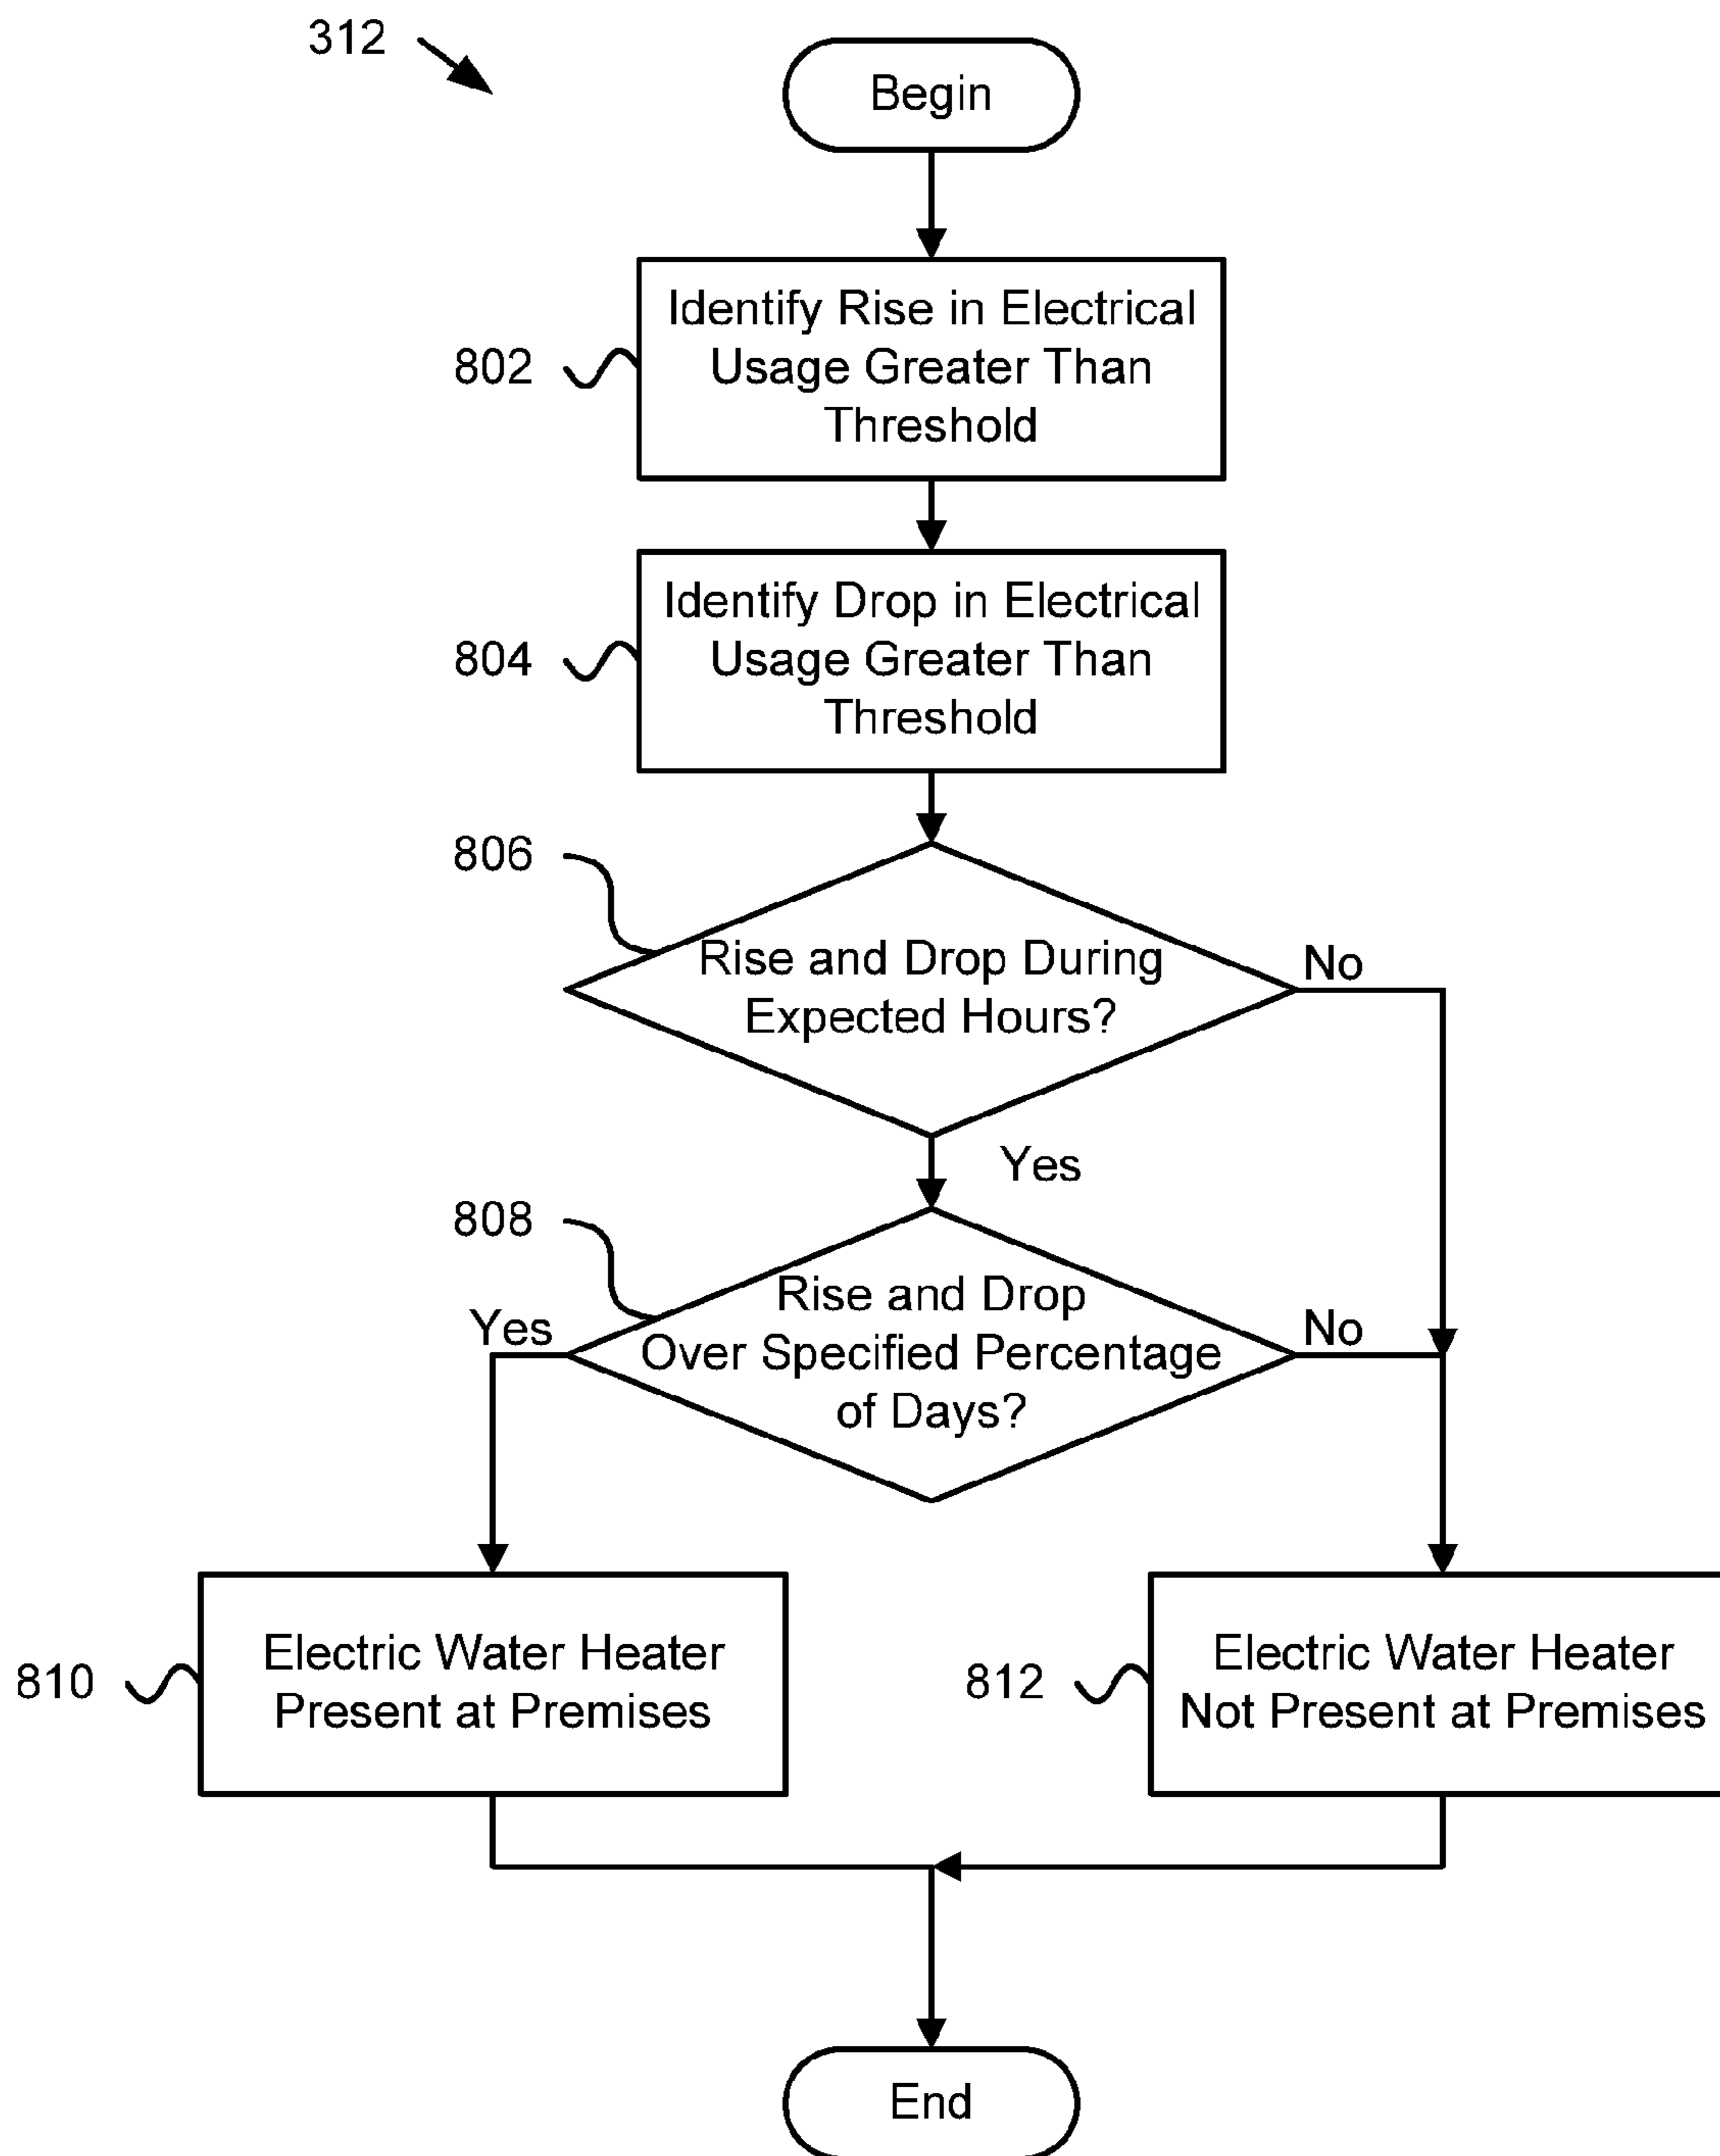 312
Begin
Identify Rise in Electrical
Usage Greater Than
Threshold
802
Identify Drop in Electrical
Usage Greater Than
Threshold
804
806
Rise and Drop During
Expected Hours?
No
Yes
808
Rise and Drop
Over Specified Percentage
of Days?
Yes
No
Electric Water Heater
Present at Premises
810
Electric Water Heater
Not Present at Premises
812
End